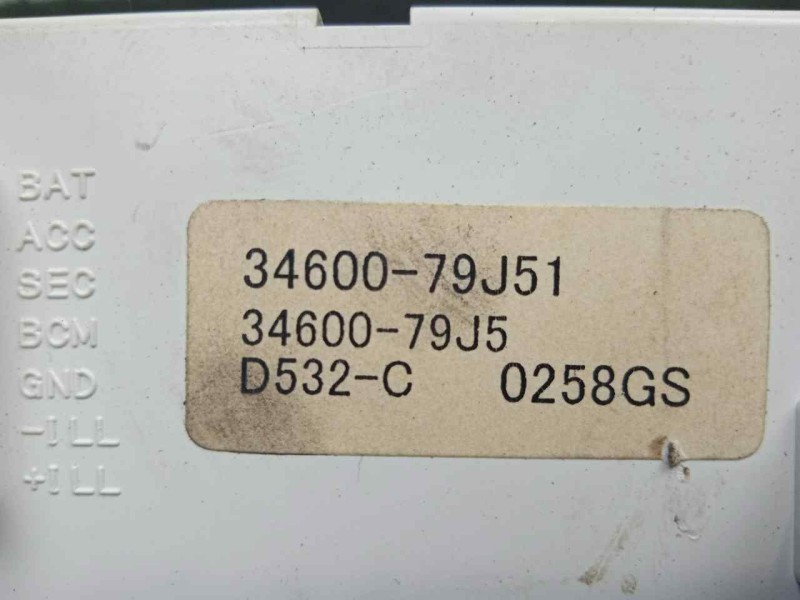 BAT
ACC
SEC
BCM
GND
-ILL
+ILL
34600-79J51
34600-79J5
D532-C 0258GS